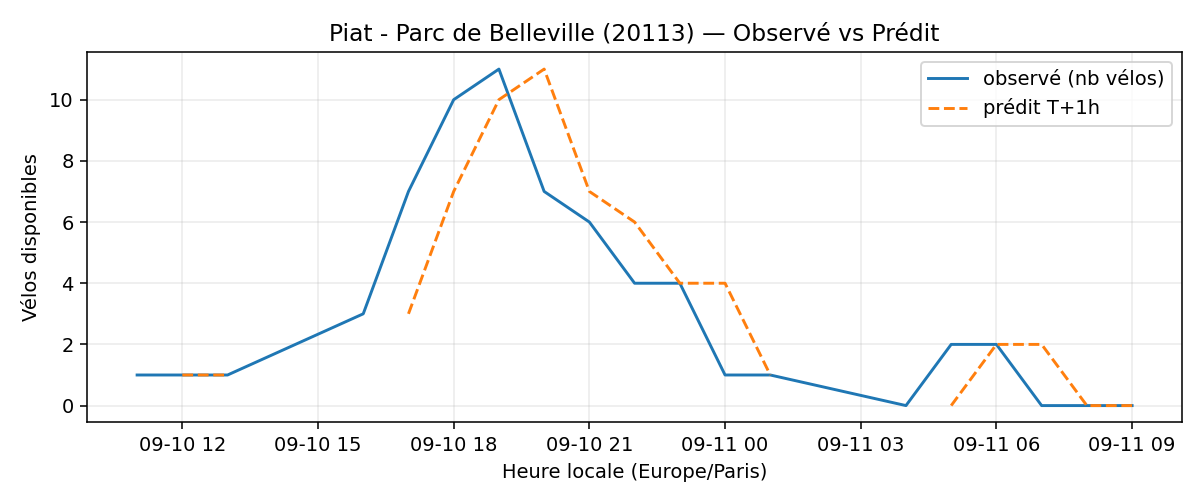 Piat - Parc de Belleville (20113) — Observé vs Prédit
observé (nb vélos)
prédit T+1h
Vélos disponibles
10
8
6
4
2
0
09-10 12
09-10 15
09-10 18
09-10 21
09-11 00
09-11 03
09-11 06
09-11 09
Heure locale (Europe/Paris)